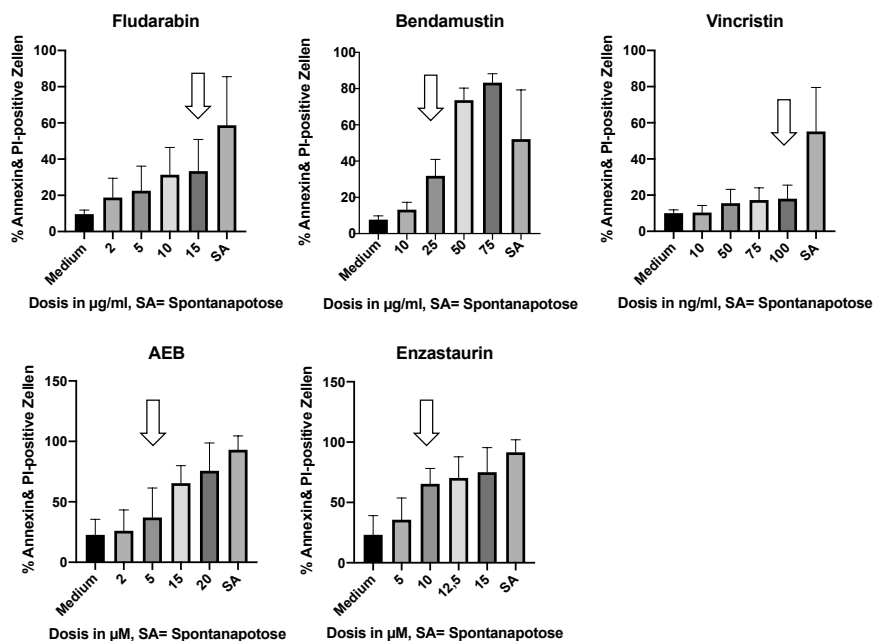 Fludarabin
% Annexin& PI-positive Zellen
100
80
60
40
20
0
Medium
2
5
10
15
SA
Dosis in µg/ml, SA= Spontanapotose
Bendamustin
% Annexin& PI-positive Zellen
100
80
60
40
20
0
Medium
10
25
50
75
SA
Dosis in µg/ml, SA= Spontanapotose
Vincristin
% Annexin& PI-positive Zellen
100
80
60
40
20
0
Medium
10
50
75
100
SA
Dosis in ng/ml, SA= Spontanapotose
AEB
% Annexin& PI-positive Zellen
150
100
50
0
Medium
2
5
15
20
SA
Dosis in µM, SA= Spontanapotose
Enzastaurin
% Annexin& PI-positive Zellen
150
100
50
0
Medium
5
10
12,5
15
SA
Dosis in µM, SA= Spontanapotose